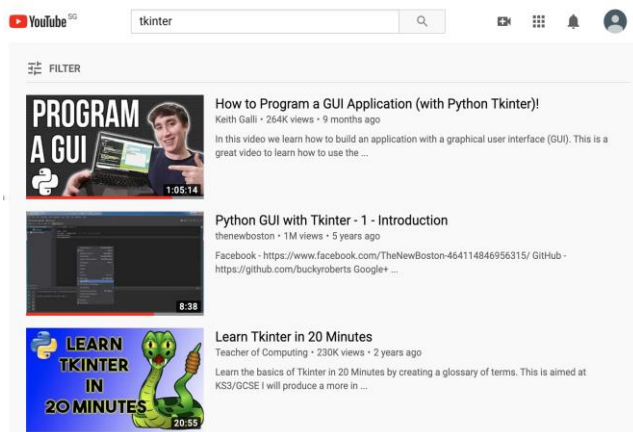 YouTube SG
tkinter
FILTER
PROGRAM
A GUI
1:05:14
How to Program a GUI Application (with Python Tkinter)!
Keith Galli • 264K views • 9 months ago
In this video we learn how to build an application with a graphical user interface (GUI). This is a
great video to learn how to use the ...
8:38
Python GUI with Tkinter - 1 - Introduction
thenewboston • 1M views • 5 years ago
Facebook - https://www.facebook.com/TheNewBoston-464114846956315/ GitHub -
https://github.com/buckyroberts Google+ ...
LEARN
TKINTER
IN
20 MINUTES
20:55
Learn Tkinter in 20 Minutes
Teacher of Computing • 230K views • 2 years ago
Learn the basics of Tkinter in 20 Minutes by creating a glossary of terms. This is aimed at
KS3/GCSE I will produce a more in ...